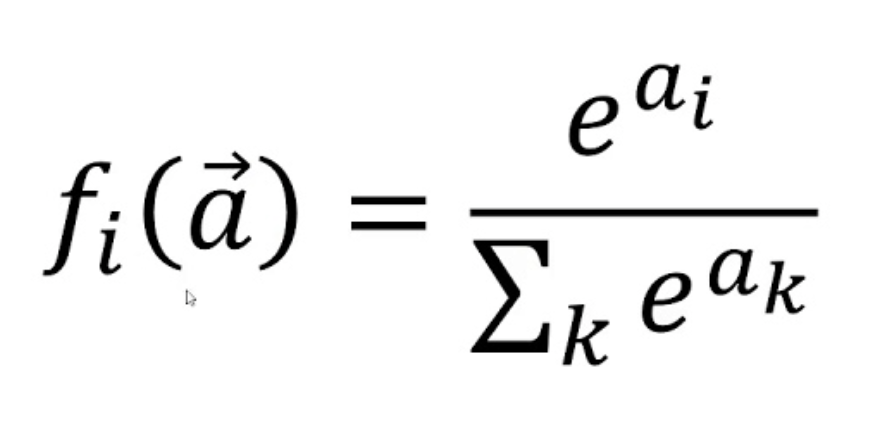 f_i(\vec{a}) = \frac{e^{a_i}}{\sum_k e^{a_k}}